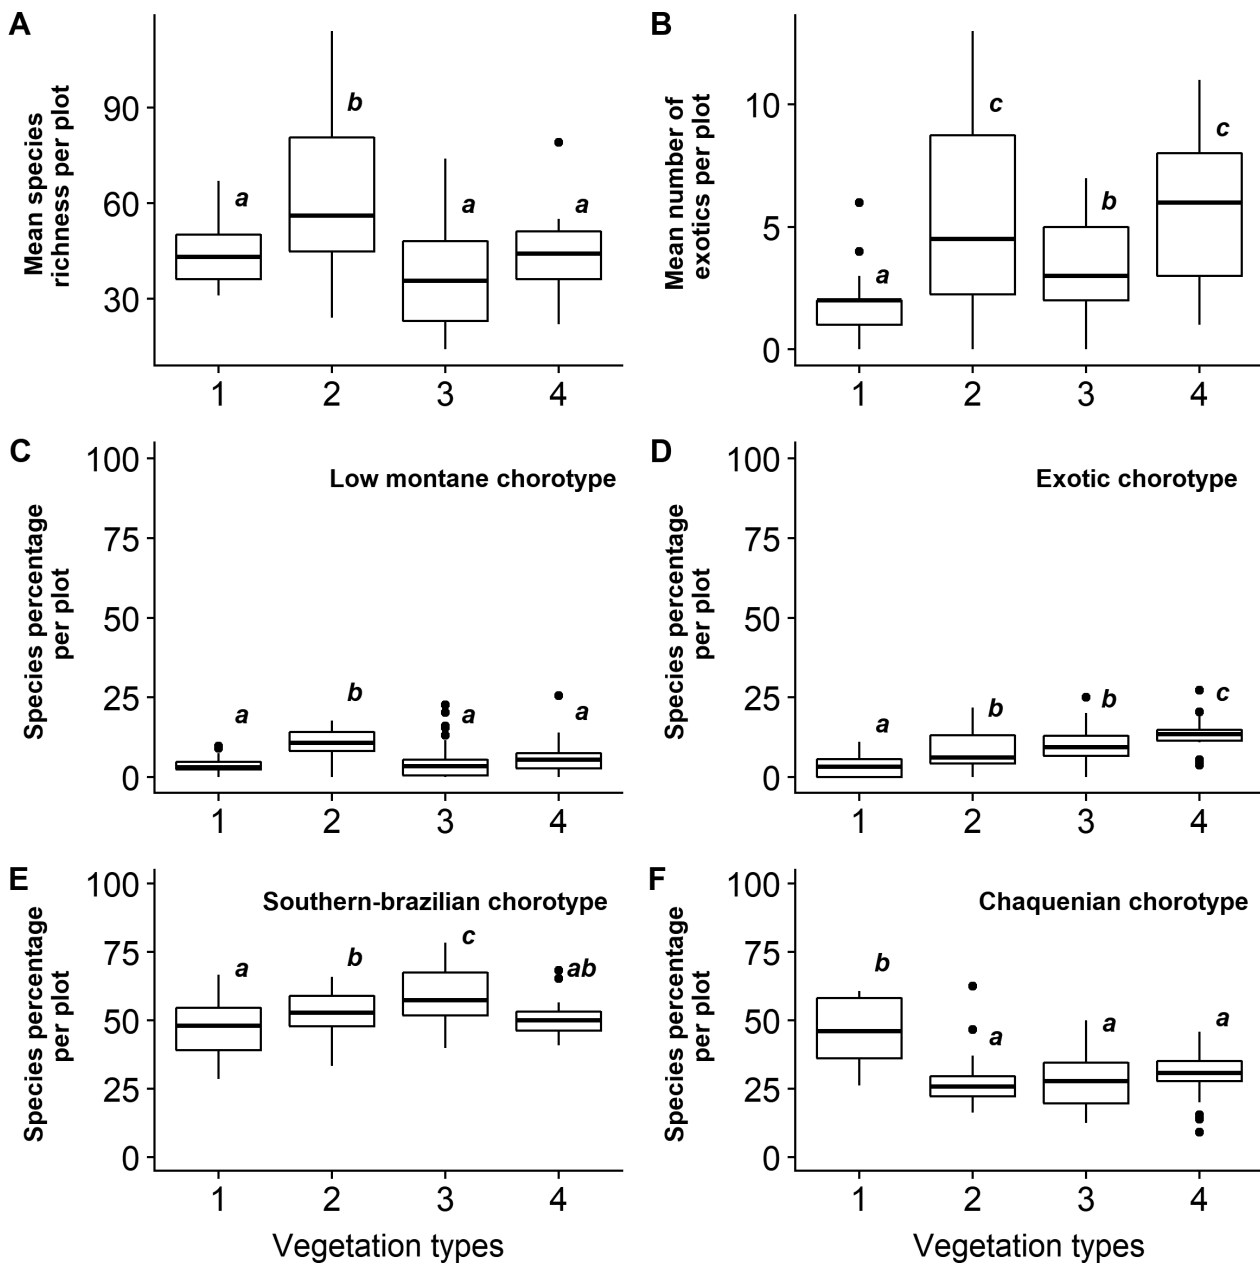 A
Mean species
richness per plot
90
60
30
a
b
a
a
1 2 3 4
B
Mean number of
exotics per plot
10
5
0
a
c
b
c
1 2 3 4
C
Low montane chorotype
Species percentage
per plot
100
75
50
25
0
a
b
a
a
1 2 3 4
D
Exotic chorotype
Species percentage
per plot
100
75
50
25
0
a
b
b
c
1 2 3 4
E
Southern-brazilian chorotype
Species percentage
per plot
100
75
50
25
0
a
b
c
ab
1 2 3 4
Vegetation types
F
Chaquenian chorotype
Species percentage
per plot
100
75
50
25
0
b
a
a
a
1 2 3 4
Vegetation types